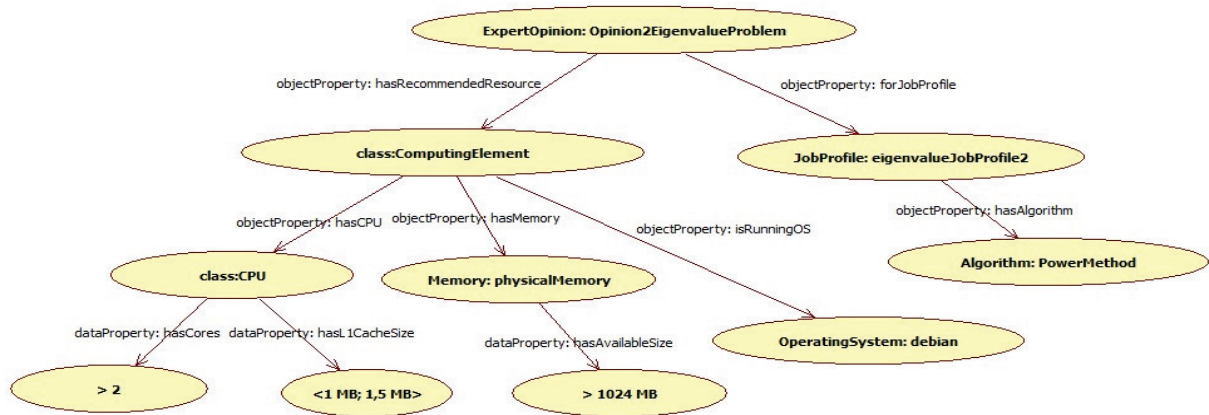 ExpertOpinion: Opinion2EigenvalueProblem
objectProperty: hasRecommendedResource
objectProperty: forJobProfile
class:ComputingElement
JobProfile: eigenvalueJobProfile2
objectProperty: hasCPU
objectProperty: hasMemory
objectProperty: isRunningOS
objectProperty: hasAlgorithm
class:CPU
Memory: physicalMemory
Algorithm: PowerMethod
dataProperty: hasCores
dataProperty: hasL1CacheSize
dataProperty: hasAvailableSize
OperatingSystem: debian
> 2
<1 MB; 1,5 MB>
> 1024 MB